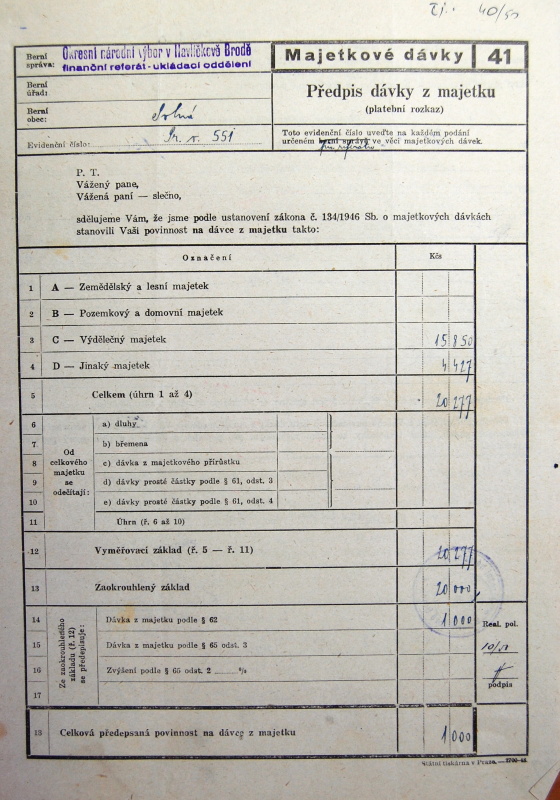 40/50
Berní správa: Okresní národní výbor v Havlíčkově Brodě
finanční referát - ukládací oddělení
Majetkové dávky 41
Berní úřad:
Předpis dávky z majetku
(platební rozkaz)
Berní obec:
Evidenční číslo: 551
Toto evidenční číslo uveďte na každém podání
určeném berní správě ve věci majetkových dávek.
P. T.
Vážený pane,
Vážená paní — slečno,
sdělujeme Vám, že jsme podle ustanovení zákona č. 134/1946 Sb. o majetkových dávkách
stanovili Vaši povinnost na dávce z majetku takto:
Označení Kčs
1 A — Zemědělský a lesní majetek
2 B — Pozemkový a domovní majetek
3 C — Výdělečný majetek 15 850
4 D — Jinaký majetek 4 427
5 Celkem (úhrn 1 až 4) 20 277
Od celkového majetku se odečítají:
6 a) dluhy
7 b) břemena
8 c) dávka z majetkového přírůstku
9 d) dávky prosté částky podle § 61, odst. 3
10 e) dávky prosté částky podle § 61, odst. 4
11 Úhrn (ř. 6 až 10)
12 Vyměřovací základ (ř. 5 — ř. 11) 20 277
13 Zaokrouhlený základ 20 000
Ze zaokrouhleného základu (ř. 12) se předepisuje:
14 Dávka z majetku podle § 62 1 000
Real. pol.
15 Dávka z majetku podle § 65 odst. 3
16 Zvýšení podle § 65 odst. 2 %
podpis
17
18 Celková předepsaná povinnost na dávce z majetku 1 000
Státní tiskárna v Praze.